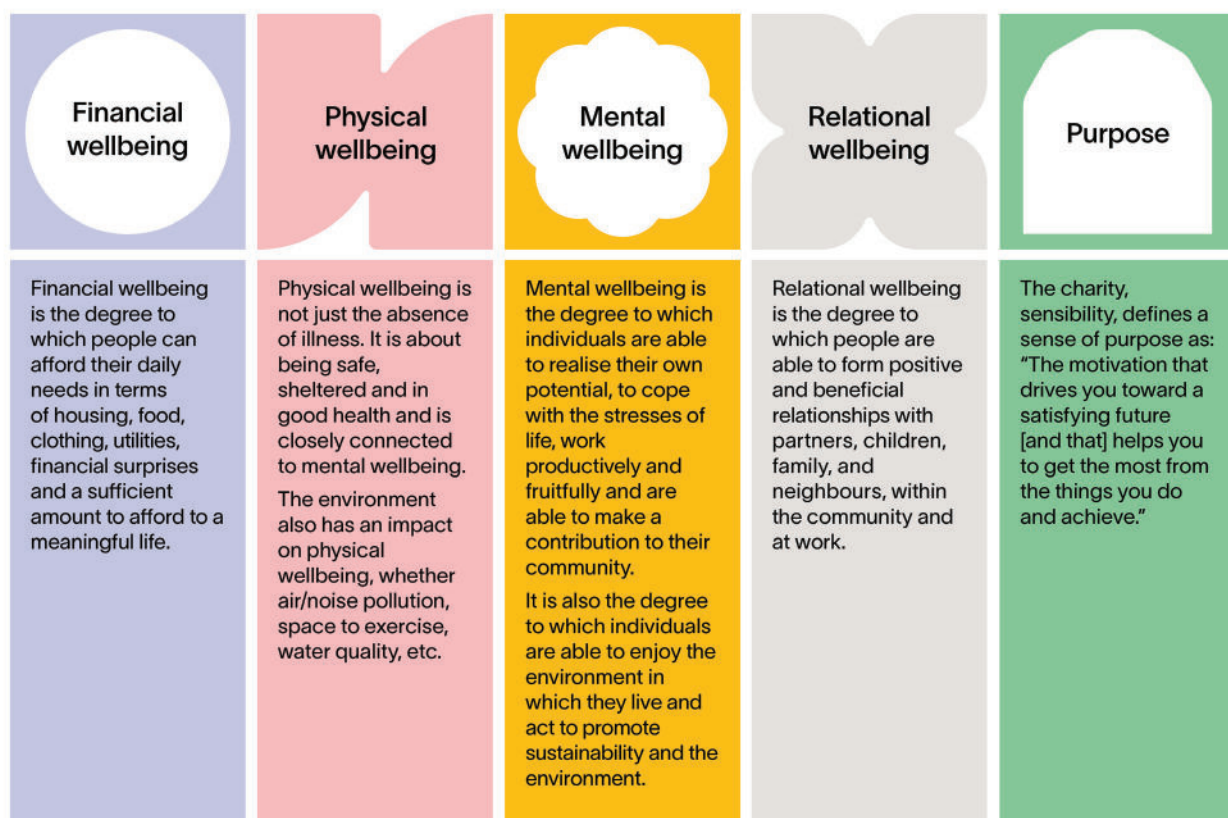 Financial
wellbeing
Physical
wellbeing
Mental
wellbeing
Relational
wellbeing
Purpose
Financial wellbeing
is the degree to
which people can
afford their daily
needs in terms
of housing, food,
clothing, utilities,
financial surprises
and a sufficient
amount to afford to a
meaningful life.
Physical wellbeing is
not just the absence
of illness. It is about
being safe,
sheltered and in
good health and is
closely connected
to mental wellbeing.
The environment
also has an impact
on physical
wellbeing, whether
air/noise pollution,
space to exercise,
water quality, etc.
Mental wellbeing is
the degree to which
individuals are able
to realise their own
potential, to cope
with the stresses of
life, work
productively and
fruitfully and are
able to make a
contribution to their
community.
It is also the degree
to which individuals
are able to enjoy the
environment in
which they live and
act to promote
sustainability and the
environment.
Relational wellbeing
is the degree to
which people are
able to form positive
and beneficial
relationships with
partners, children,
family, and
neighbours, within
the community and
at work.
The charity,
sensibility, defines a
sense of purpose as:
“The motivation that
drives you toward a
satisfying future
[and that] helps you
to get the most from
the things you do
and achieve.”